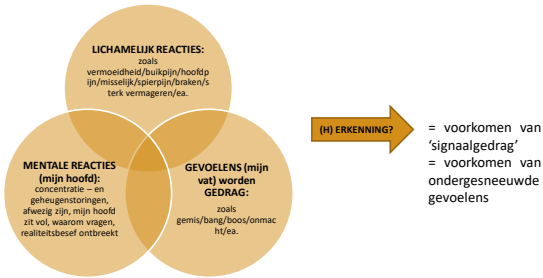 LICHAMELIJK REACTIES:
zoals
vermoeidheid/buikpijn/hoofdp
ijn/misselijk/spierpijn/braken/s
terk vermageren/ea.
MENTALE REACTIES
(mijn hoofd):
concentratie – en
geheugenstoringen,
afwezig zijn, mijn hoofd
zit vol, waarom vragen,
realiteitsbesef ontbreekt
GEVOELENS (mijn
vat) worden
GEDRAG:
zoals
gemis/bang/boos/onmac
ht/ea.
(H) ERKENNING?
= voorkomen van
‘signaalgedrag’
= voorkomen van
ondergesneeuwde
gevoelens